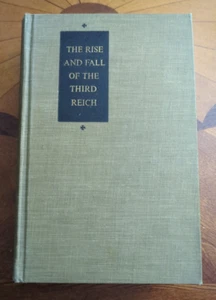 THE RISE
AND FALL
OF THE
THIRD
REICH